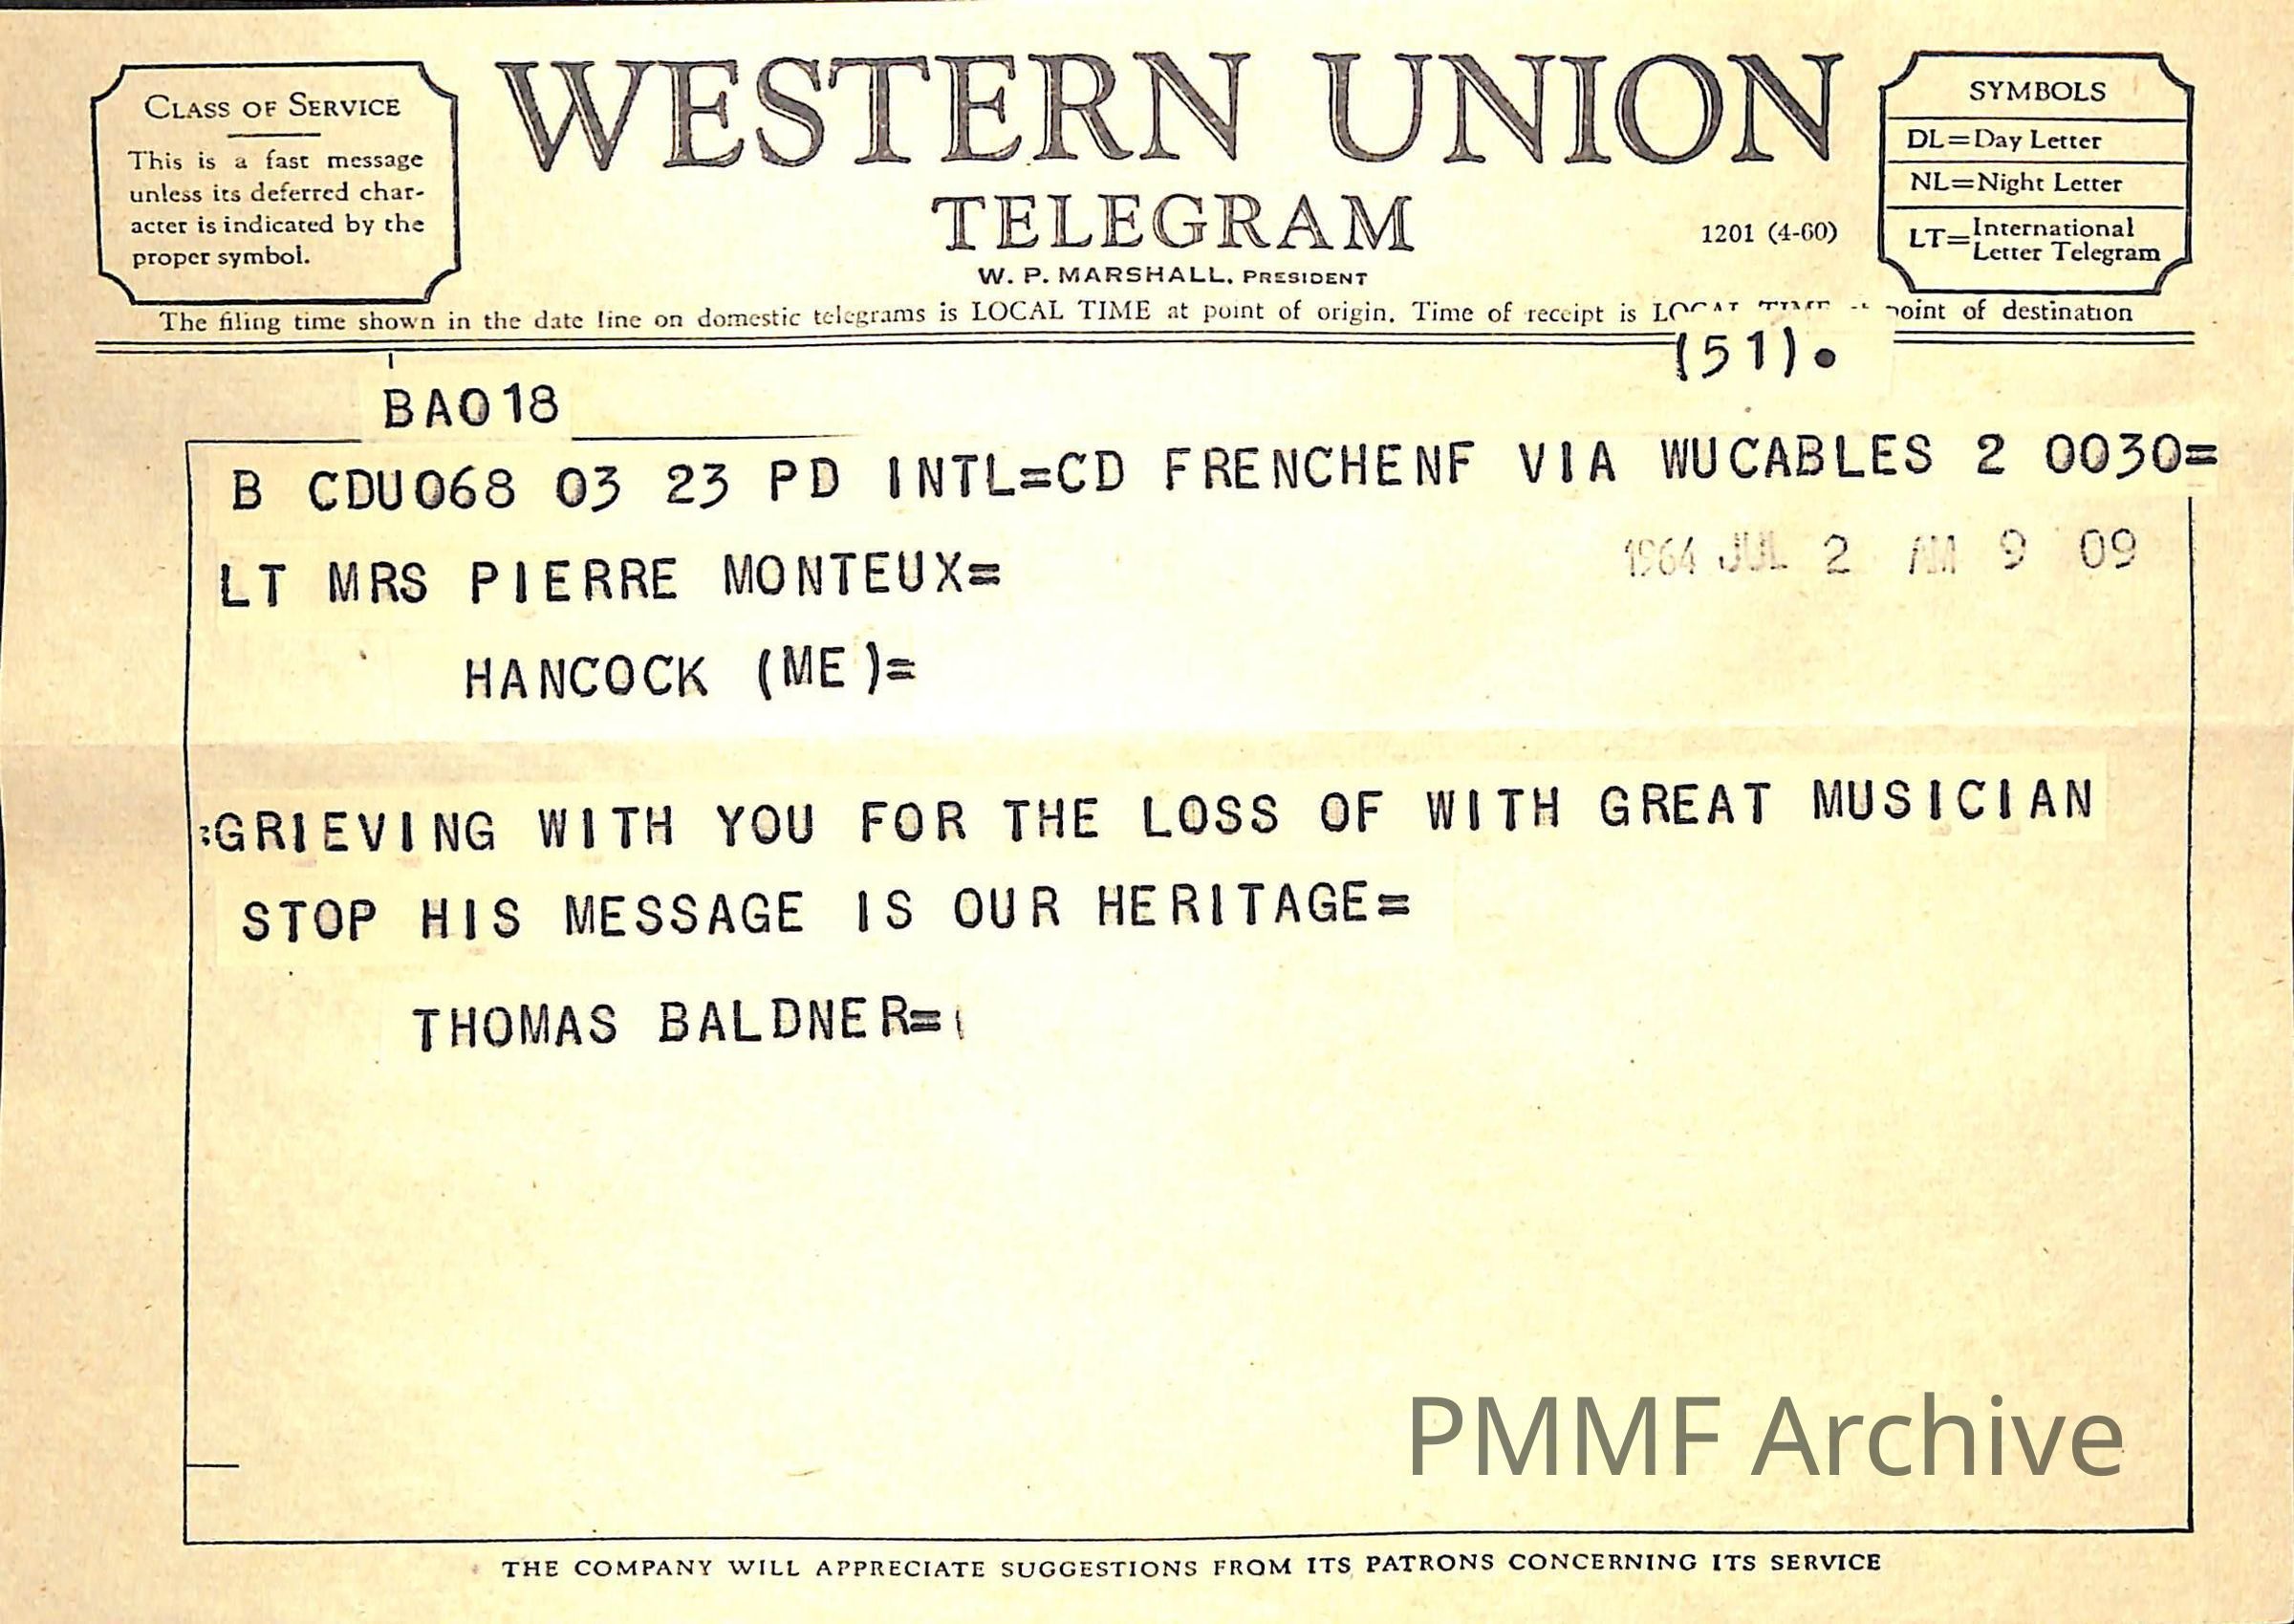 CLASS OF SERVICE
This is a fast message
unless its deferred char-
acter is indicated by the
proper symbol.
WESTERN UNION
TELEGRAM
W. P. MARSHALL, PRESIDENT
1201 (4-60)
SYMBOLS
DL=Day Letter
NL=Night Letter
LT=International Letter Telegram
The filing time shown in the date line on domestic telegrams is LOCAL TIME at point of origin. Time of receipt is LOCAL TIME at point of destination
(51).
BA018
B CDU068 03 23 PD INTL=CD FRENCHENF VIA WUCABLES 2 0030=
1964 JUL 2 AM 9 09
LT MRS PIERRE MONTEUX=
HANCOCK (ME)=
:GRIEVING WITH YOU FOR THE LOSS OF WITH GREAT MUSICIAN
STOP HIS MESSAGE IS OUR HERITAGE=
THOMAS BALDNER=
PMMF Archive
THE COMPANY WILL APPRECIATE SUGGESTIONS FROM ITS PATRONS CONCERNING ITS SERVICE